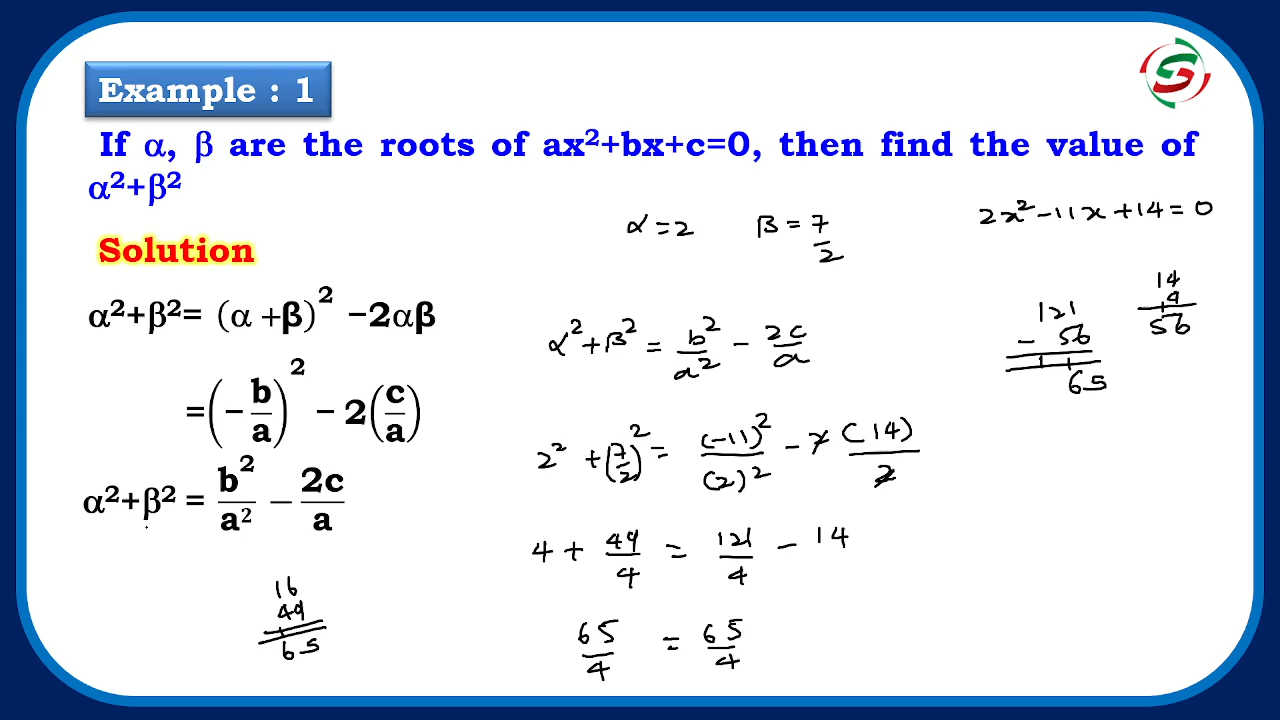 Example : 1
If α, β are the roots of ax²+bx+c=0, then find the value of
α²+β²
Solution
α²+β²= (α +β)² −2αβ
=(−b/a)² − 2(c/a)
α²+β² = b²/a² − 2c/a
16
49
65
α = 2 β = 7/2
α² + β² = b²/a² − 2c/a
2² + (7/2)² = (-11)²/(2)² − 2(14)/2
4 + 49/4 = 121/4 − 14
65/4 = 65/4
2x² − 11x + 14 = 0
121
− 56
65
14
4
56